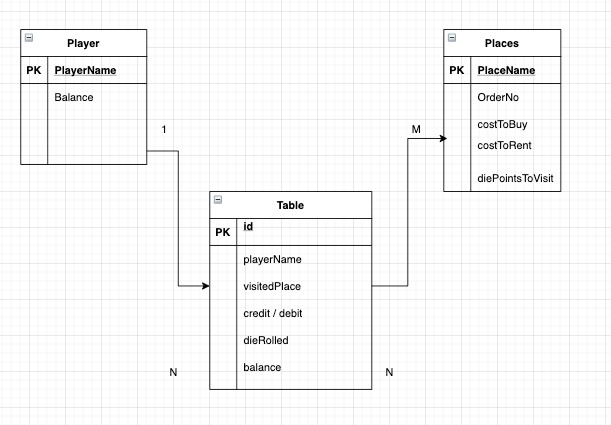 Player
PK PlayerName
Balance
Places
PK PlaceName
OrderNo
costToBuy
costToRent
diePointsToVisit
1
M
Table
PK id
playerName
visitedPlace
credit / debit
dieRolled
balance
N
N